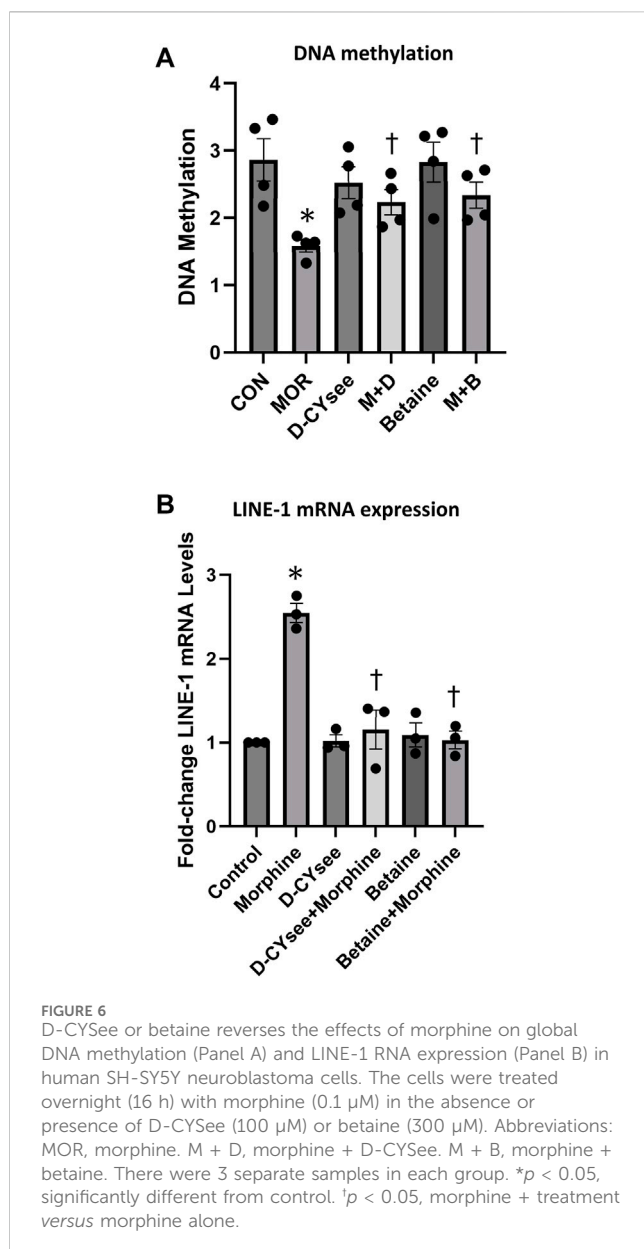 A
DNA methylation
DNA Methylation
4
3
2
1
0
*
†
†
CON
MOR
D-CYsee
M+D
Betaine
M+B
B
LINE-1 mRNA expression
Fold-change LINE-1 mRNA Levels
3
2
1
0
*
†
†
Control
Morphine
D-CYsee
D-CYsee+Morphine
Betaine
Betaine+Morphine
FIGURE 6
D-CYSee or betaine reverses the effects of morphine on global
DNA methylation (Panel A) and LINE-1 RNA expression (Panel B) in
human SH-SY5Y neuroblastoma cells. The cells were treated
overnight (16 h) with morphine (0.1 µM) in the absence or
presence of D-CYSee (100 µM) or betaine (300 µM). Abbreviations:
MOR, morphine. M + D, morphine + D-CYSee. M + B, morphine +
betaine. There were 3 separate samples in each group. *p < 0.05,
significantly different from control. †p < 0.05, morphine + treatment
versus morphine alone.